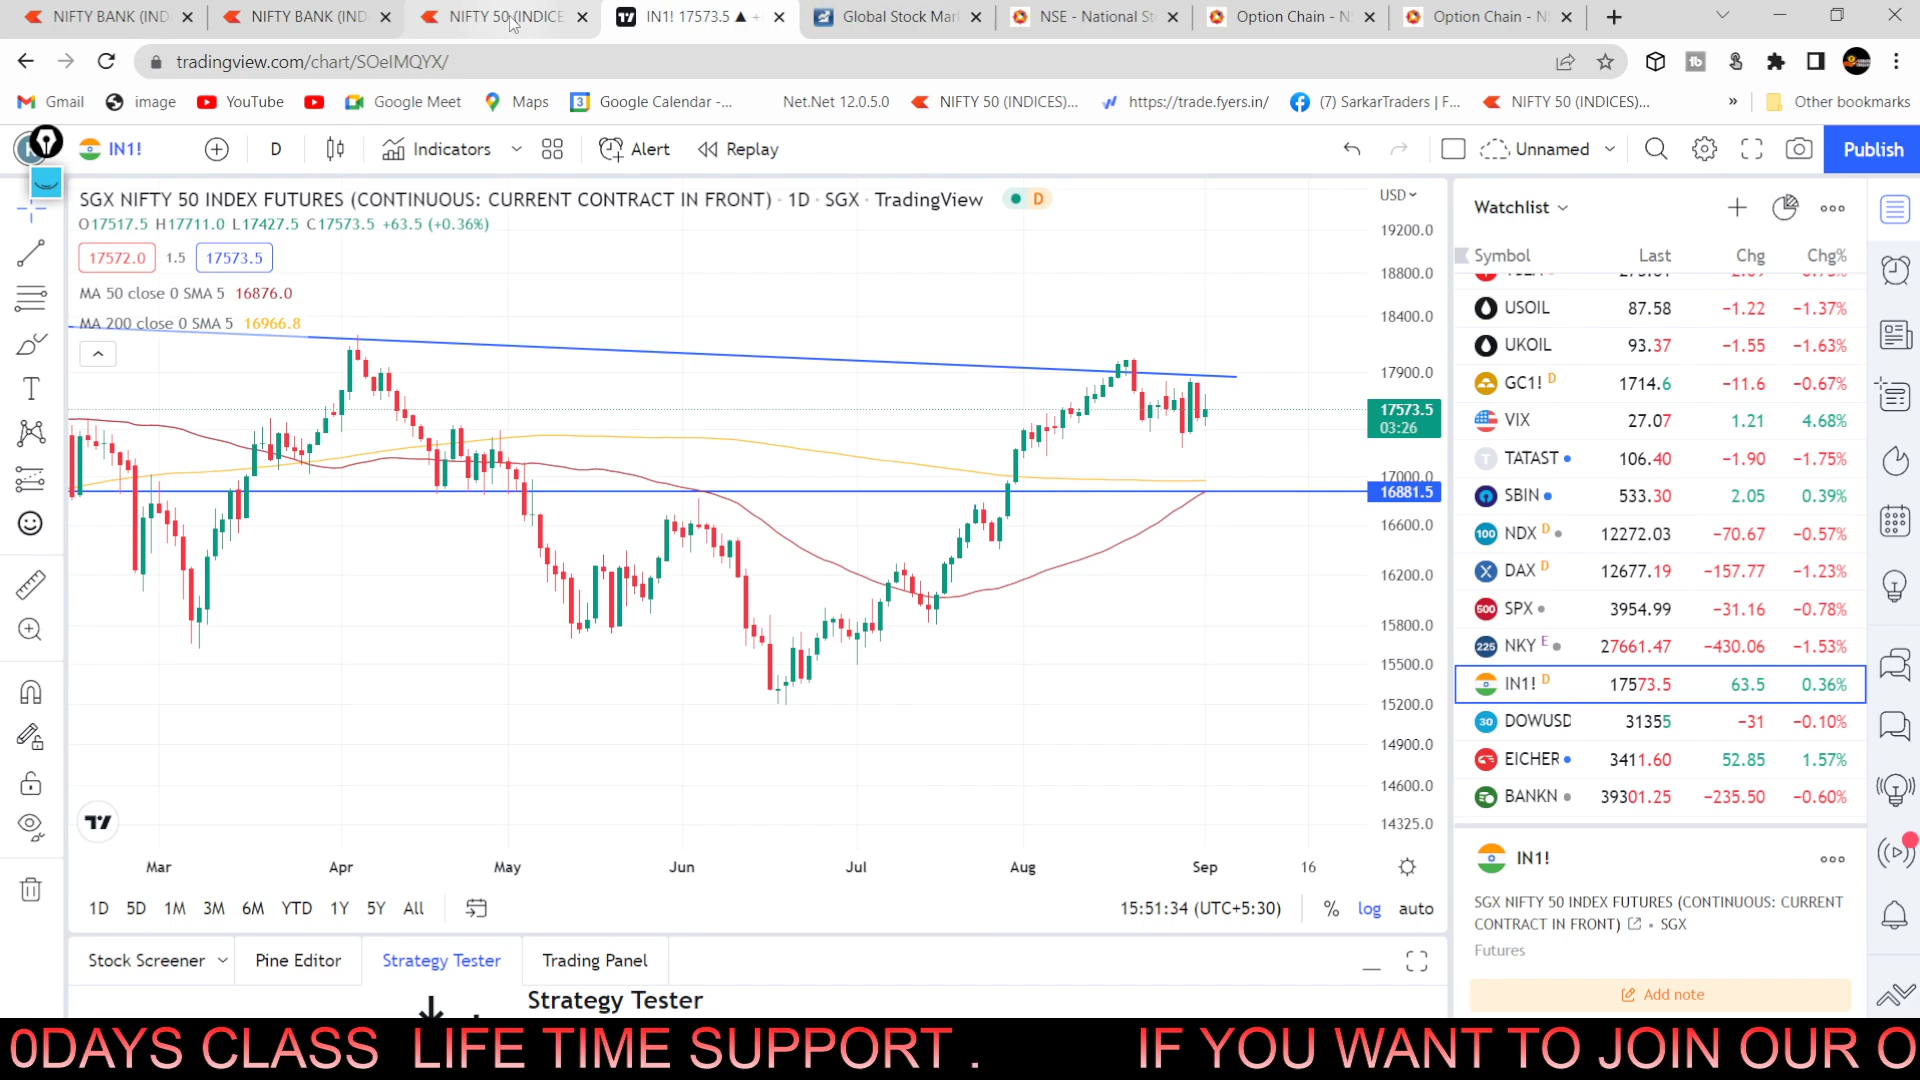 NIFTY BANK (IND
NIFTY BANK (IND
NIFTY 50 (INDICE
IN1! 17573.5 ▲ +
Global Stock Mar
NSE - National St
Option Chain - N
Option Chain - N
tradingview.com/chart/SOeIMQYX/
Gmail
image
YouTube
Google Meet
Maps
Google Calendar -...
Net.Net 12.0.5.0
NIFTY 50 (INDICES)...
https://trade.fyers.in/
(7) SarkarTraders | F...
NIFTY 50 (INDICES)...
»
Other bookmarks
IN1!
D
Indicators
Alert
Replay
Unnamed
Publish
SGX NIFTY 50 INDEX FUTURES (CONTINUOUS: CURRENT CONTRACT IN FRONT) · 1D · SGX · TradingView
D
O17517.5 H17711.0 L17427.5 C17573.5 +63.5 (+0.36%)
17572.0 1.5 17573.5
MA 50 close 0 SMA 5 16876.0
MA 200 close 0 SMA 5 16966.8
USD
19200.0
18800.0
18400.0
17900.0
17573.5
03:26
17000.0
16881.5
16600.0
16200.0
15800.0
15500.0
15200.0
14900.0
14600.0
14325.0
Mar Apr May Jun Jul Aug Sep 16
1D 5D 1M 3M 6M YTD 1Y 5Y All
15:51:34 (UTC+5:30)
% log auto
Stock Screener
Pine Editor
Strategy Tester
Trading Panel
Strategy Tester
Watchlist
Symbol Last Chg Chg%
USOIL 87.58 −1.22 −1.37%
UKOIL 93.37 −1.55 −1.63%
GC1! D 1714.6 −11.6 −0.67%
VIX 27.07 1.21 4.68%
TATAST 106.40 −1.90 −1.75%
SBIN 533.30 2.05 0.39%
100 NDX D 12272.03 −70.67 −0.57%
DAX D 12677.19 −157.77 −1.23%
500 SPX 3954.99 −31.16 −0.78%
225 NKY E 27661.47 −430.06 −1.53%
IN1! D 17573.5 63.5 0.36%
30 DOWUSD 31355 −31 −0.10%
EICHER 3411.60 52.85 1.57%
BANKN 39301.25 −235.50 −0.60%
IN1!
SGX NIFTY 50 INDEX FUTURES (CONTINUOUS: CURRENT
CONTRACT IN FRONT) • SGX
Futures
Add note
0DAYS CLASS LIFE TIME SUPPORT . IF YOU WANT TO JOIN OUR O